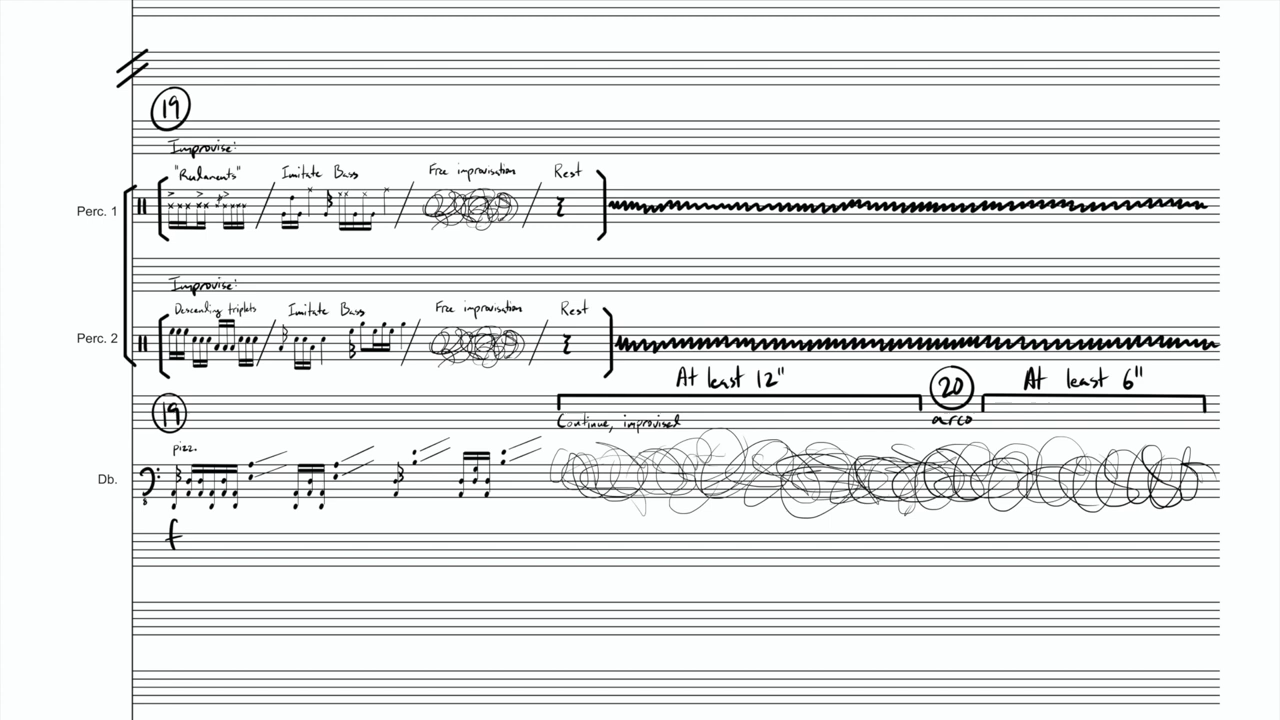 19
Improvise:
"Rudaments" Imitate Bass Free improvisation Rest
Perc. 1
Improvise:
Descending triplets Imitate Bass Free improvisation Rest
Perc. 2
At least 12" 20 At least 6"
19
Continue, improvised arco
pizz.
Db.
f